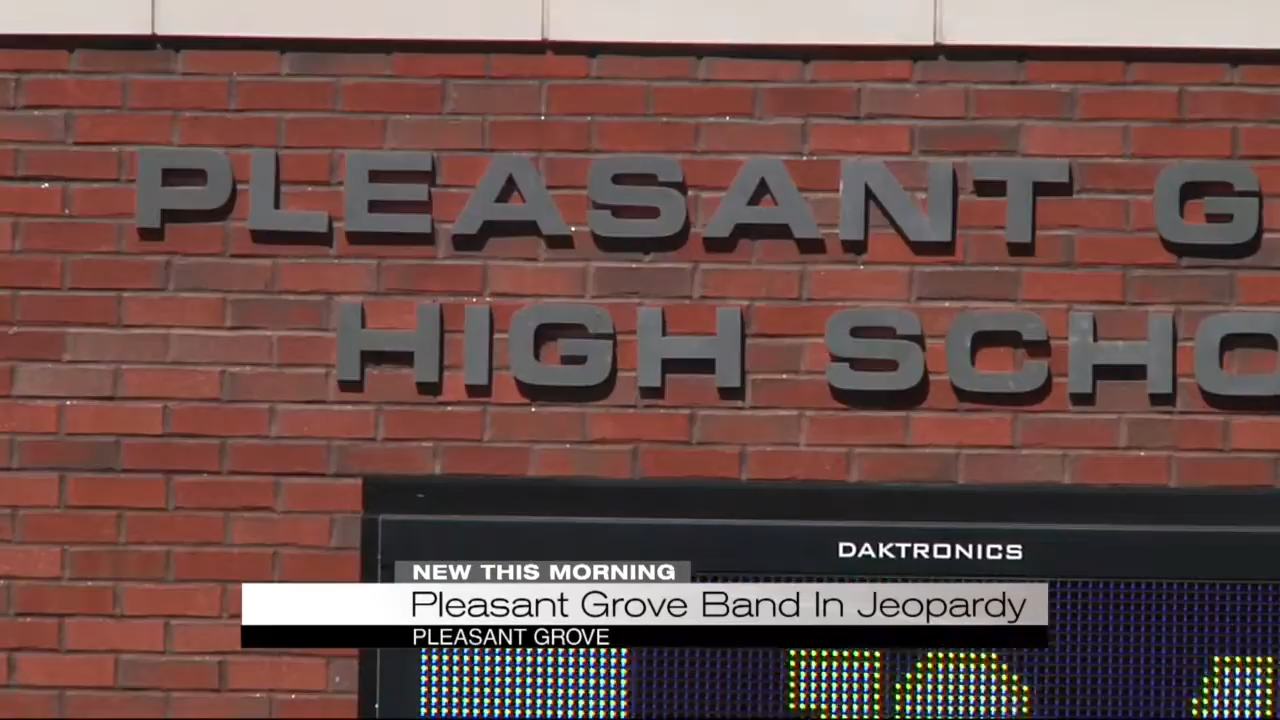 PLEASANT G
HIGH SCHO
DAKTRONICS
NEW THIS MORNING
Pleasant Grove Band In Jeopardy
PLEASANT GROVE